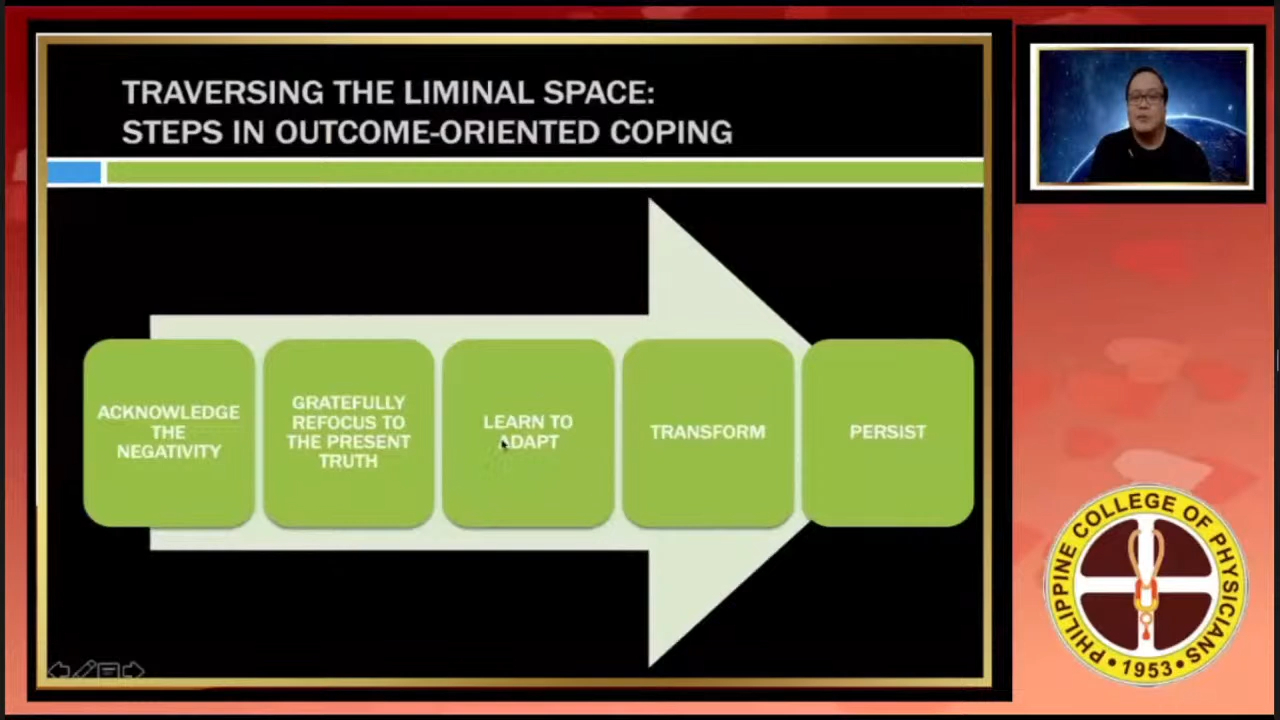 TRAVERSING THE LIMINAL SPACE:
STEPS IN OUTCOME-ORIENTED COPING
ACKNOWLEDGE
THE
NEGATIVITY
GRATEFULLY
REFOCUS TO
THE PRESENT
TRUTH
LEARN TO
ADAPT
TRANSFORM
PERSIST
PHILIPPINE COLLEGE OF PHYSICIANS
• 1953 •